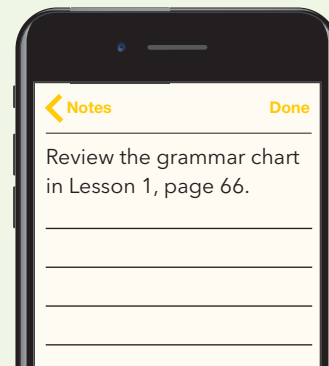 Notes
Done
Review the grammar chart
in Lesson 1, page 66.